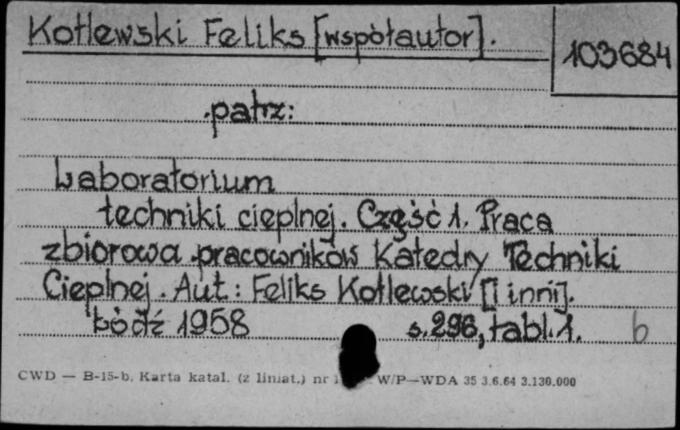 Kotlewski Feliks [współautor].
103684
patrz:
Laboratorium
techniki cieplnej. Część 1. Praca
zbiorowa pracowników Katedry Techniki
Cieplnej. Aut.: Feliks Kotlewski [i inni].
Łódź 1958 s. 296, tabl. 1. b
CWD — B-15-b, Karta katal. (z liniat.) nr W/P—WDA 35 3.6.64 3.130.000